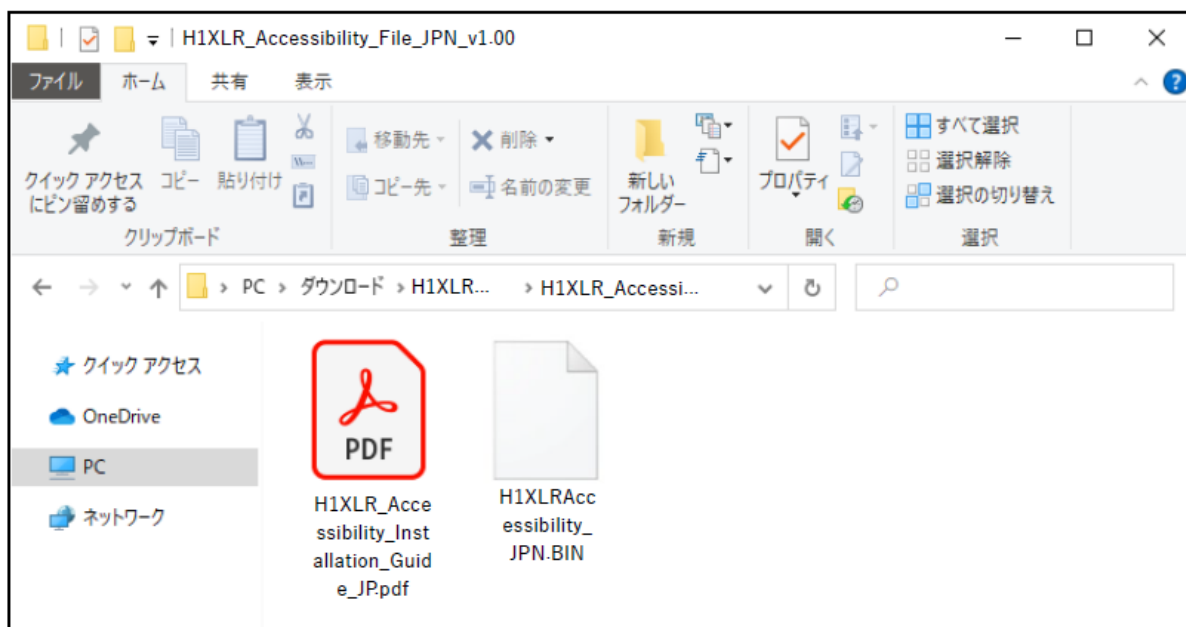 H1XLR_Accessibility_File_JPN_v1.00
ファイル ホーム 共有 表示
クイック アクセス
にピン留めする
コピー
貼り付け
移動先
コピー先
削除
名前の変更
新しい
フォルダー
プロパティ
すべて選択
選択解除
選択の切り替え
クリップボード 整理 新規 開く 選択
PC ダウンロード H1XLR... H1XLR_Accessi...
クイック アクセス
OneDrive
PC
ネットワーク
PDF
H1XLR_Acce
ssibility_Inst
allation_Guid
e_JP.pdf
H1XLRAcc
essibility_
JPN.BIN